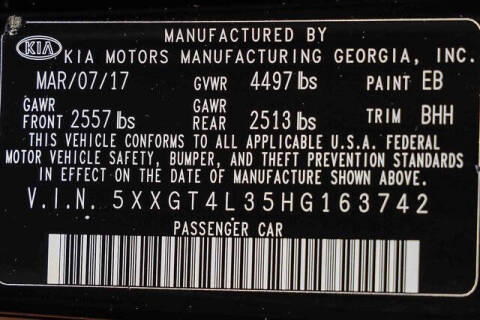 MANUFACTURED BY
KIA KIA MOTORS MANUFACTURING GEORGIA, INC.
MAR/07/17 GVWR 4497 lbs PAINT EB
GAWR FRONT 2557 lbs GAWR REAR 2513 lbs TRIM BHH
THIS VEHICLE CONFORMS TO ALL APPLICABLE U.S.A. FEDERAL
MOTOR VEHICLE SAFETY, BUMPER, AND THEFT PREVENTION STANDARDS
IN EFFECT ON THE DATE OF MANUFACTURE SHOWN ABOVE.
V.I.N. 5XXGT4L35HG163742
PASSENGER CAR